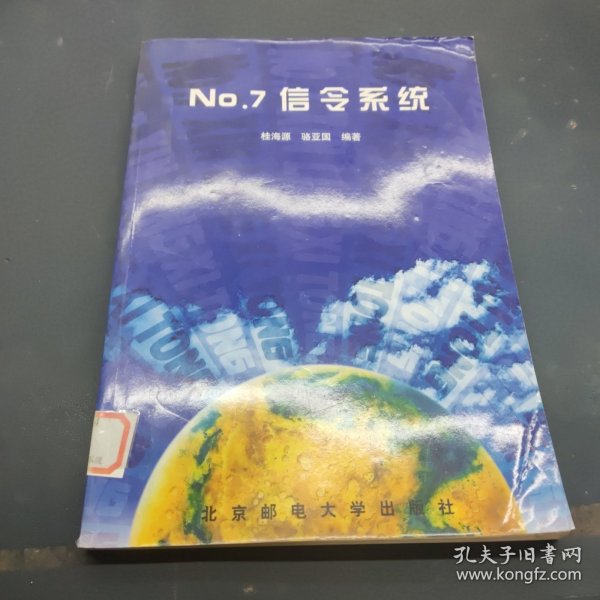 No.7 信令系统
桂海源 骆亚国 编著
北京邮电大学出版社
孔夫子旧书网
www.kongfz.com